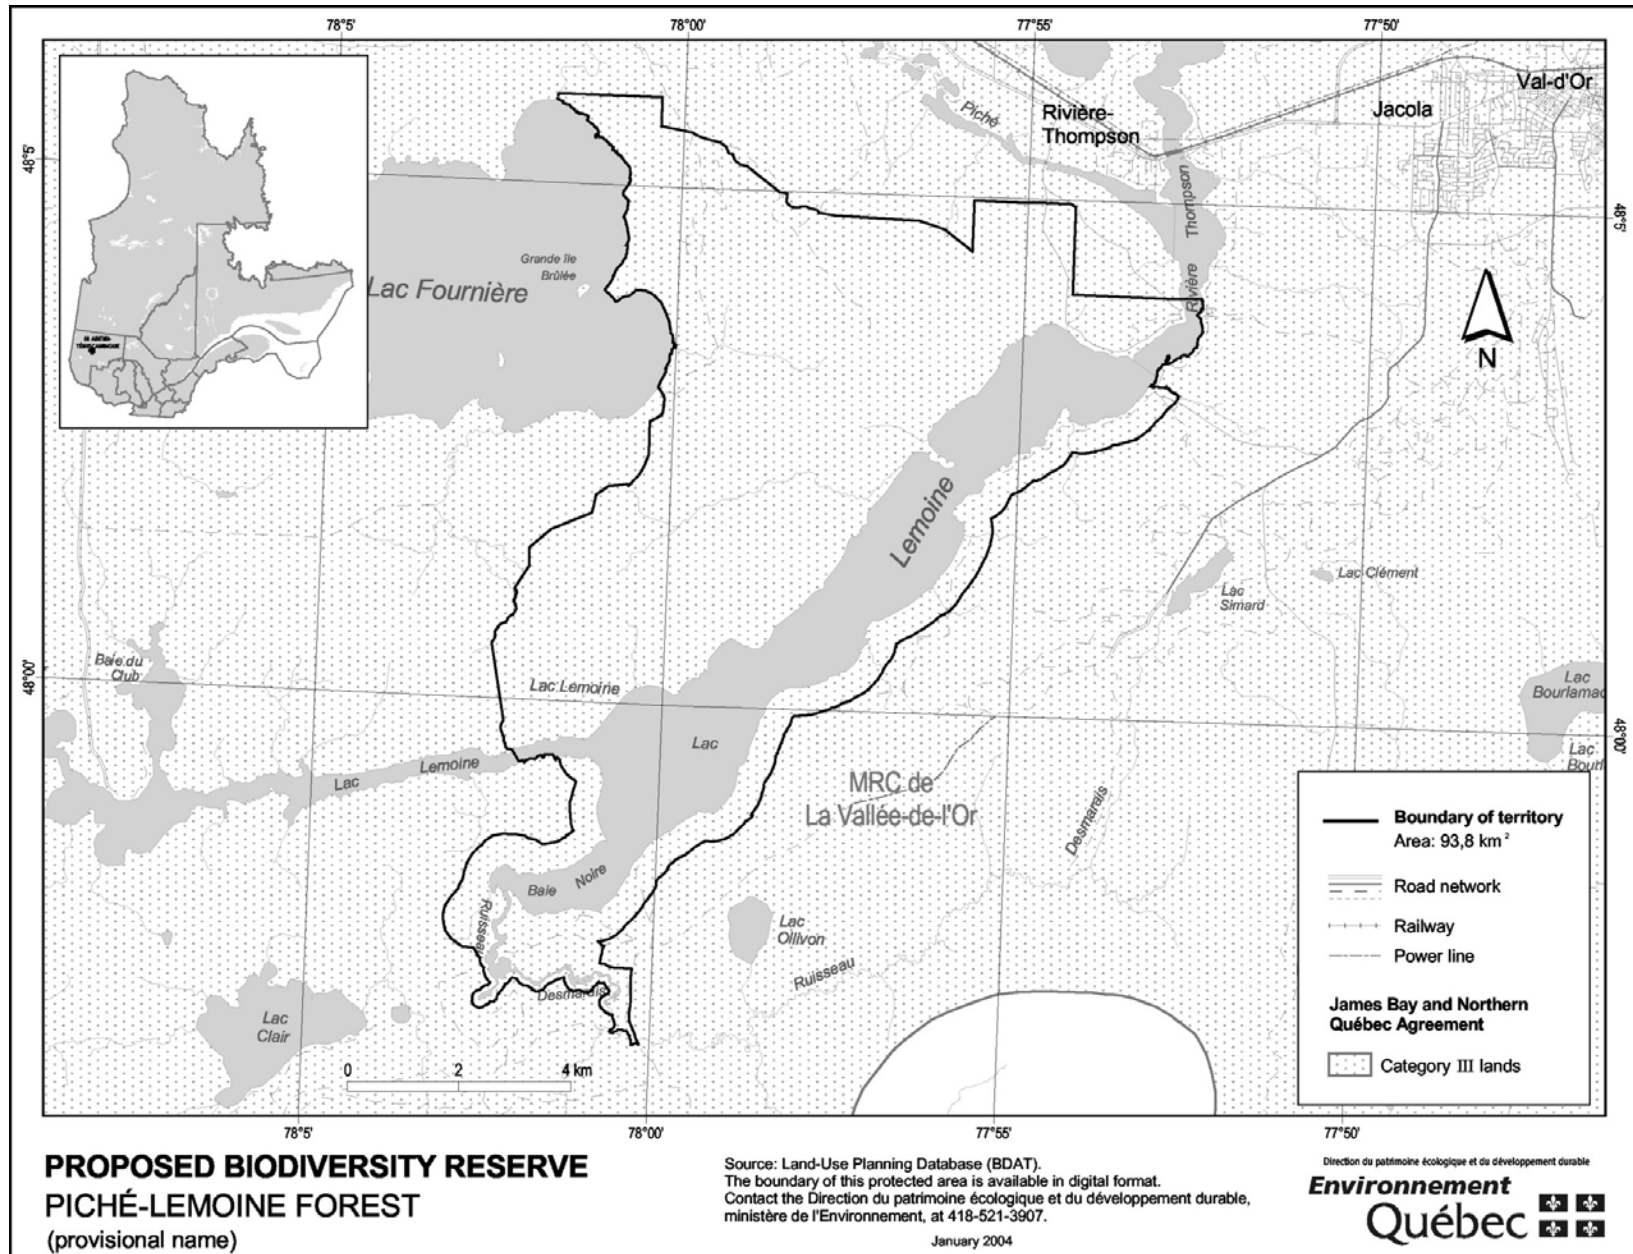 78°5'
78°00'
77°55'
77°50'
48°5'
48°5'
48°00'
48°00'
Val-d'Or
Jacola
Rivière-
Thompson
Piché
Rivière Thompson
Grande île
Brûlée
Lac Fournière
Lemoine
Lac Clément
Lac
Simard
Baie du
Club
Lac Lemoine
Lac
Lac
Bourlamac
Lac
Bourl
Lac Lemoine
MRC de
La Vallée-de-l'Or
Desmarais
Baie Noire
Ruisseau
Desmarais
Lac
Ollivon
Ruisseau
Lac
Clair
0 2 4 km
N
Boundary of territory
Area: 93,8 km²
Road network
Railway
Power line
James Bay and Northern
Québec Agreement
Category III lands
78°5'
78°00'
77°55'
77°50'
PROPOSED BIODIVERSITY RESERVE
PICHÉ-LEMOINE FOREST
(provisional name)
Source: Land-Use Planning Database (BDAT).
The boundary of this protected area is available in digital format.
Contact the Direction du patrimoine écologique et du développement durable,
ministère de l'Environnement, at 418-521-3907.
January 2004
Direction du patrimoine écologique et du développement durable
Environnement
Québec